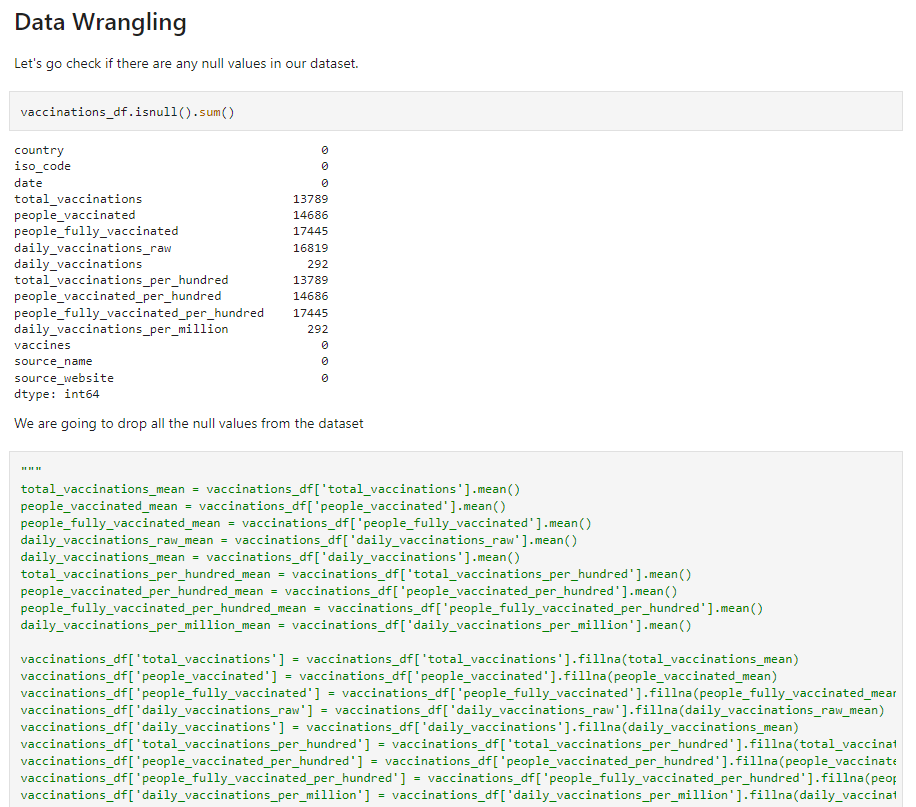 Data Wrangling
Let's go check if there are any null values in our dataset.
vaccinations_df.isnull().sum()
country 0
iso_code 0
date 0
total_vaccinations 13789
people_vaccinated 14686
people_fully_vaccinated 17445
daily_vaccinations_raw 16819
daily_vaccinations 292
total_vaccinations_per_hundred 13789
people_vaccinated_per_hundred 14686
people_fully_vaccinated_per_hundred 17445
daily_vaccinations_per_million 292
vaccines 0
source_name 0
source_website 0
dtype: int64
We are going to drop all the null values from the dataset
"""
total_vaccinations_mean = vaccinations_df['total_vaccinations'].mean()
people_vaccinated_mean = vaccinations_df['people_vaccinated'].mean()
people_fully_vaccinated_mean = vaccinations_df['people_fully_vaccinated'].mean()
daily_vaccinations_raw_mean = vaccinations_df['daily_vaccinations_raw'].mean()
daily_vaccinations_mean = vaccinations_df['daily_vaccinations'].mean()
total_vaccinations_per_hundred_mean = vaccinations_df['total_vaccinations_per_hundred'].mean()
people_vaccinated_per_hundred_mean = vaccinations_df['people_vaccinated_per_hundred'].mean()
people_fully_vaccinated_per_hundred_mean = vaccinations_df['people_fully_vaccinated_per_hundred'].mean()
daily_vaccinations_per_million_mean = vaccinations_df['daily_vaccinations_per_million'].mean()
vaccinations_df['total_vaccinations'] = vaccinations_df['total_vaccinations'].fillna(total_vaccinations_mean)
vaccinations_df['people_vaccinated'] = vaccinations_df['people_vaccinated'].fillna(people_vaccinated_mean)
vaccinations_df['people_fully_vaccinated'] = vaccinations_df['people_fully_vaccinated'].fillna(people_fully_vaccinated_mean
vaccinations_df['daily_vaccinations_raw'] = vaccinations_df['daily_vaccinations_raw'].fillna(daily_vaccinations_raw_mean)
vaccinations_df['daily_vaccinations'] = vaccinations_df['daily_vaccinations'].fillna(daily_vaccinations_mean)
vaccinations_df['total_vaccinations_per_hundred'] = vaccinations_df['total_vaccinations_per_hundred'].fillna(total_vaccinat
vaccinations_df['people_vaccinated_per_hundred'] = vaccinations_df['people_vaccinated_per_hundred'].fillna(people_vaccinate
vaccinations_df['people_fully_vaccinated_per_hundred'] = vaccinations_df['people_fully_vaccinated_per_hundred'].fillna(peop
vaccinations_df['daily_vaccinations_per_million'] = vaccinations_df['daily_vaccinations_per_million'].fillna(daily_vaccinat